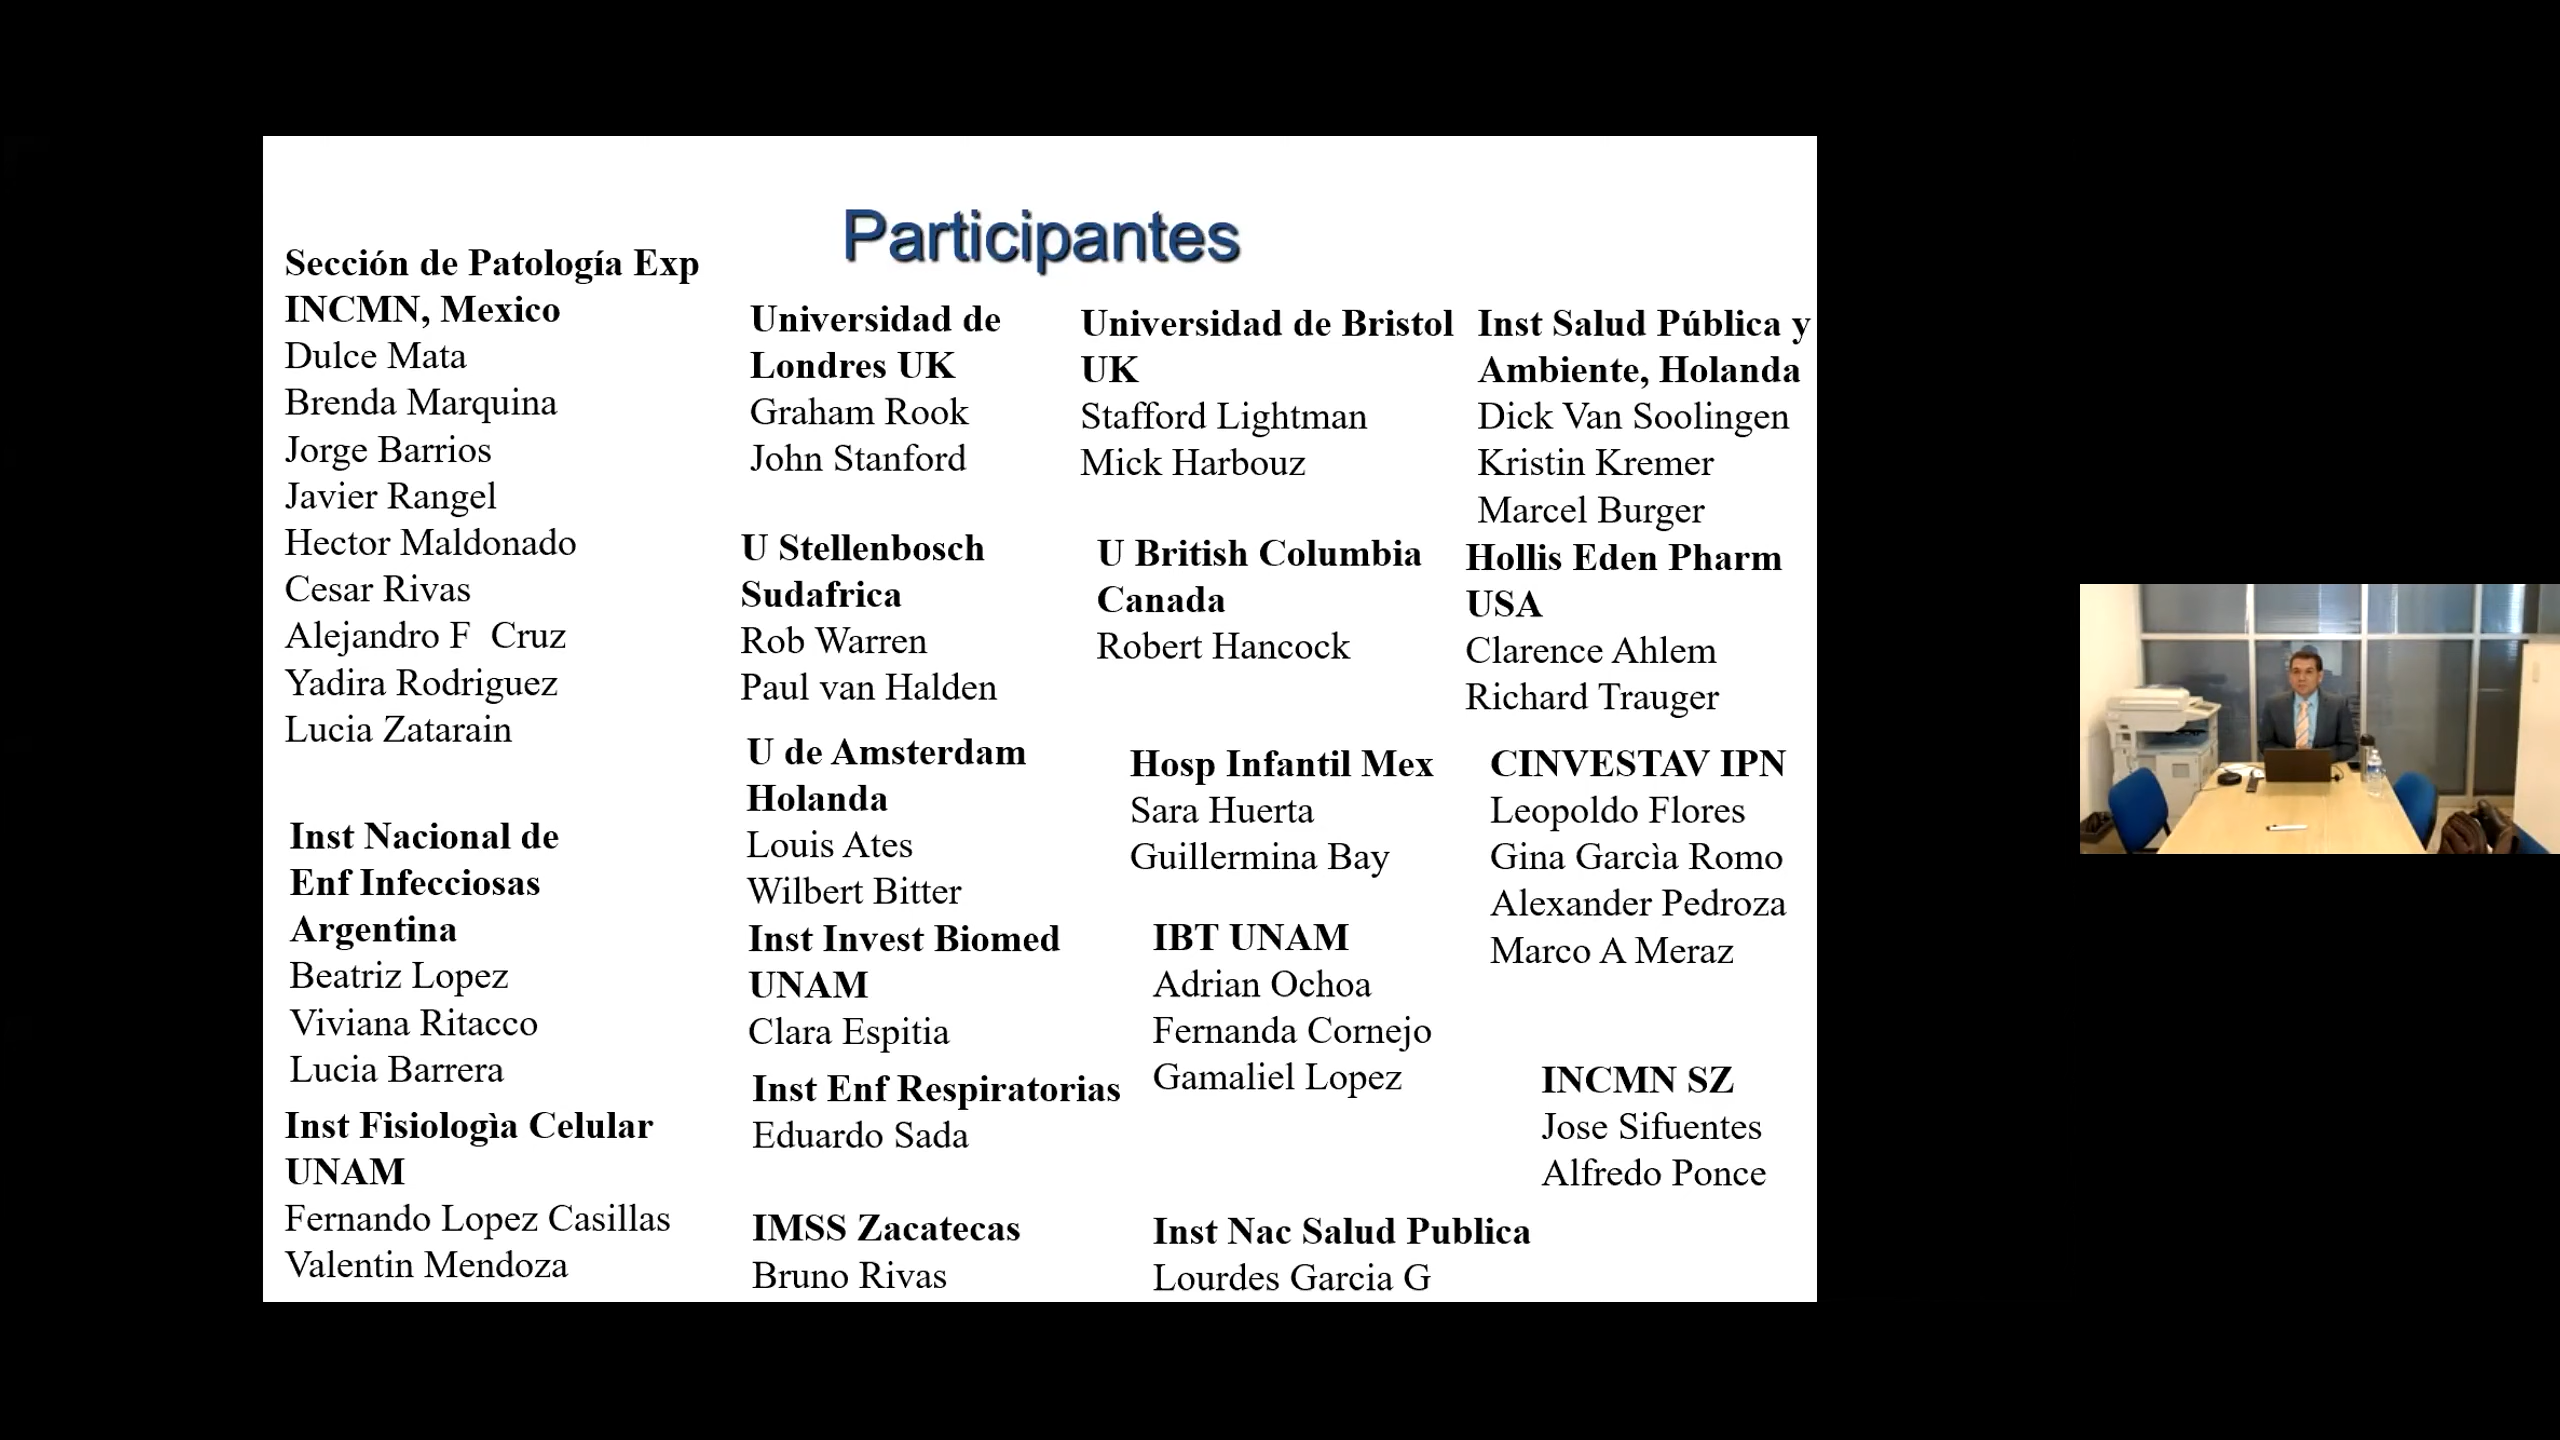 Participantes
Sección de Patología Exp
INCMN, Mexico
Dulce Mata
Brenda Marquina
Jorge Barrios
Javier Rangel
Hector Maldonado
Cesar Rivas
Alejandro F  Cruz
Yadira Rodriguez
Lucia Zatarain
Inst Nacional de
Enf Infecciosas
Argentina
Beatriz Lopez
Viviana Ritacco
Lucia Barrera
Inst Fisiologìa Celular
UNAM
Fernando Lopez Casillas
Valentin Mendoza
Universidad de
Londres UK
Graham Rook
John Stanford
U Stellenbosch
Sudafrica
Rob Warren
Paul van Halden
U de Amsterdam
Holanda
Louis Ates
Wilbert Bitter
Inst Invest Biomed
UNAM
Clara Espitia
Inst Enf Respiratorias
Eduardo Sada
IMSS Zacatecas
Bruno Rivas
Universidad de Bristol
UK
Stafford Lightman
Mick Harbouz
U British Columbia
Canada
Robert Hancock
Hosp Infantil Mex
Sara Huerta
Guillermina Bay
IBT UNAM
Adrian Ochoa
Fernanda Cornejo
Gamaliel Lopez
Inst Nac Salud Publica
Lourdes Garcia G
Inst Salud Pública y
Ambiente, Holanda
Dick Van Soolingen
Kristin Kremer
Marcel Burger
Hollis Eden Pharm
USA
Clarence Ahlem
Richard Trauger
CINVESTAV IPN
Leopoldo Flores
Gina Garcìa Romo
Alexander Pedroza
Marco A Meraz
INCMN SZ
Jose Sifuentes
Alfredo Ponce